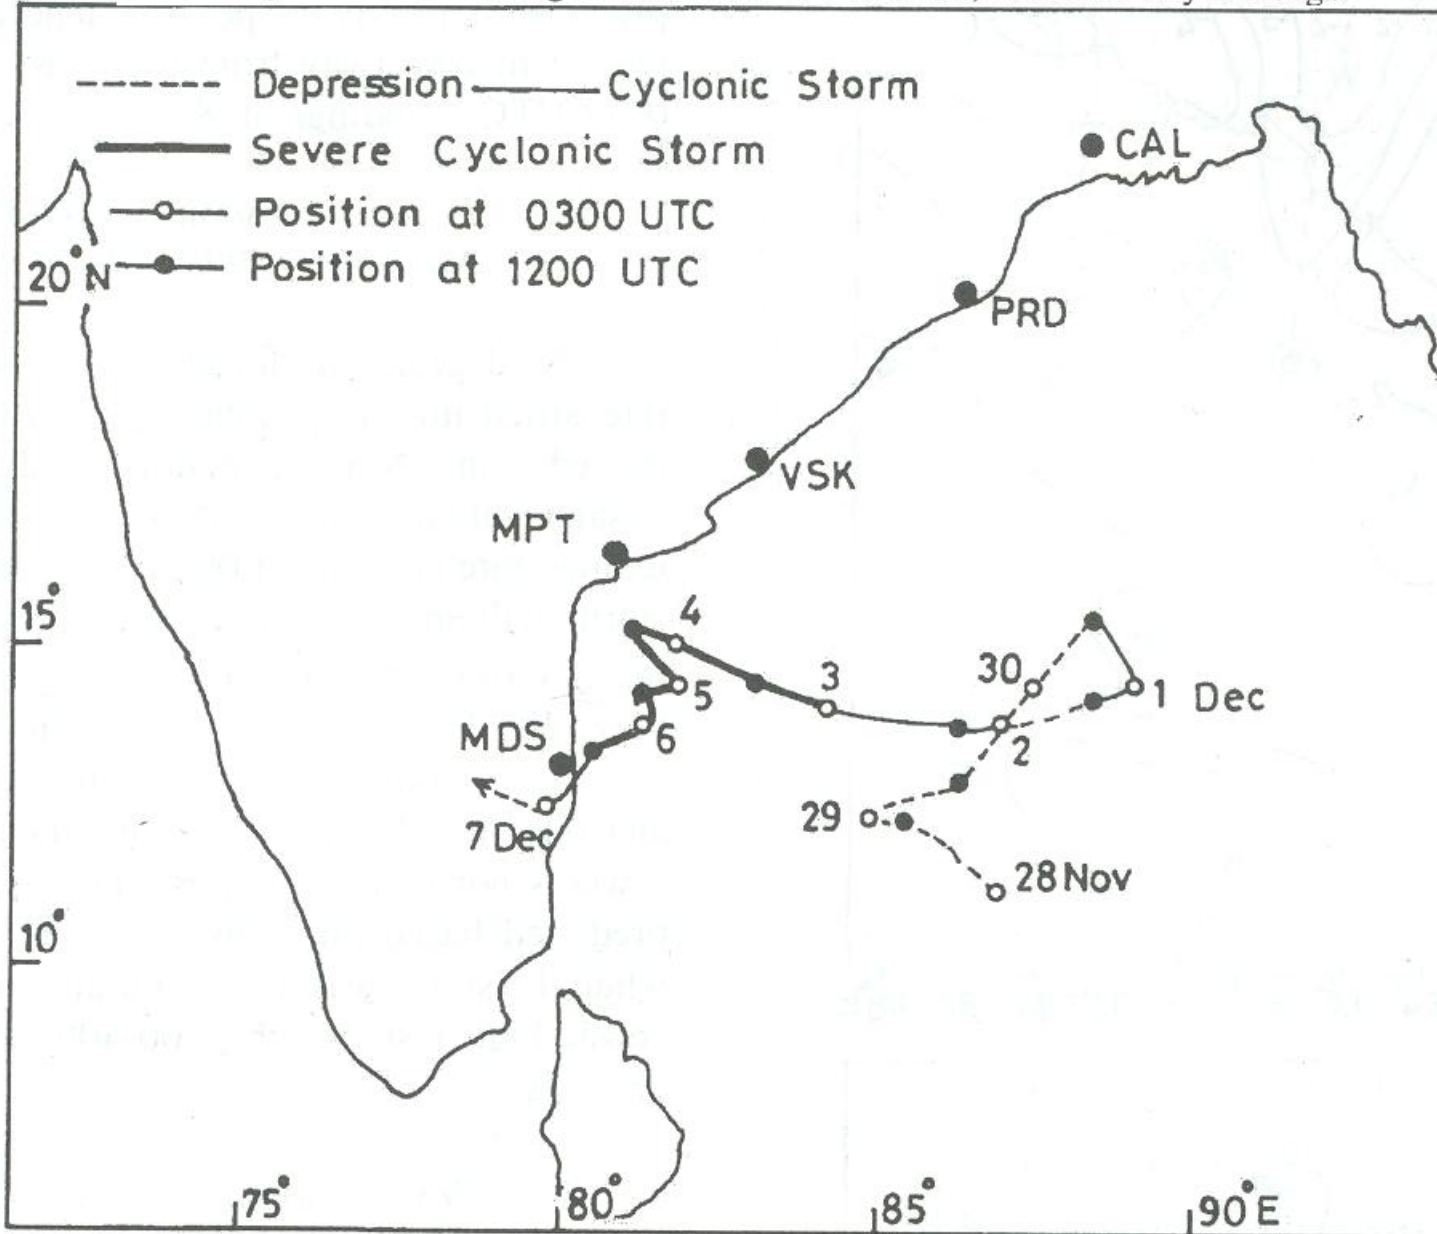 Depression Cyclonic Storm
Severe Cyclonic Storm
Position at 0300 UTC
Position at 1200 UTC
CAL
20°N
PRD
VSK
MPT
15°
4
30
3
1 Dec
5
MDS
6
2
29
7 Dec
28 Nov
10°
75°
80°
85°
90°E